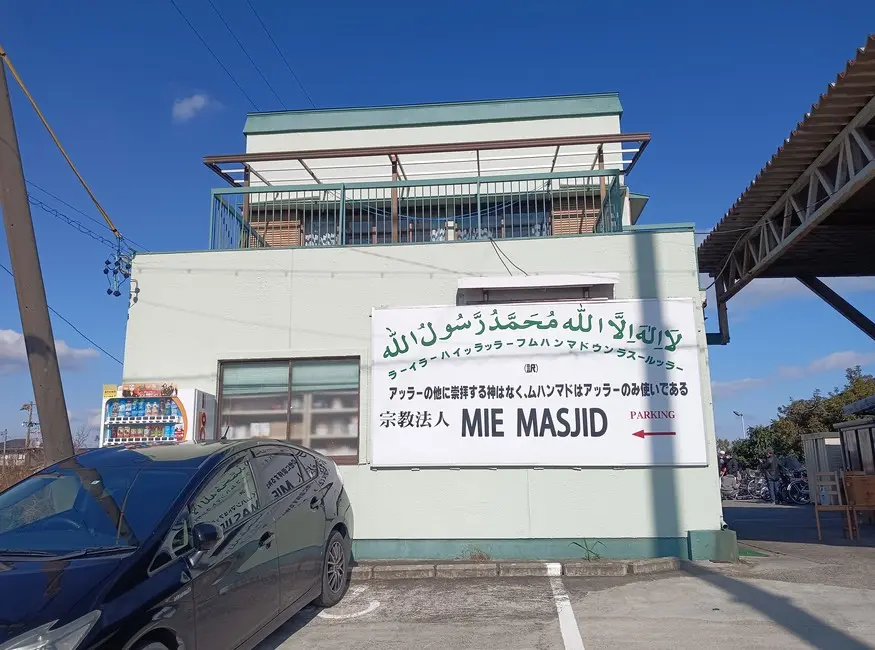 لَا اِلٰهَ اِلَّا اللّٰه مُحَمَّدُ رَّسُولُ اللّٰه
ラーイラーハイッラッラーフムハンマドゥンラスールッラー
(訳)
アッラーの他に崇拝する神はなく､ムハンマドはアッラーのみ使いである
宗教法人 MIE MASJID
PARKING